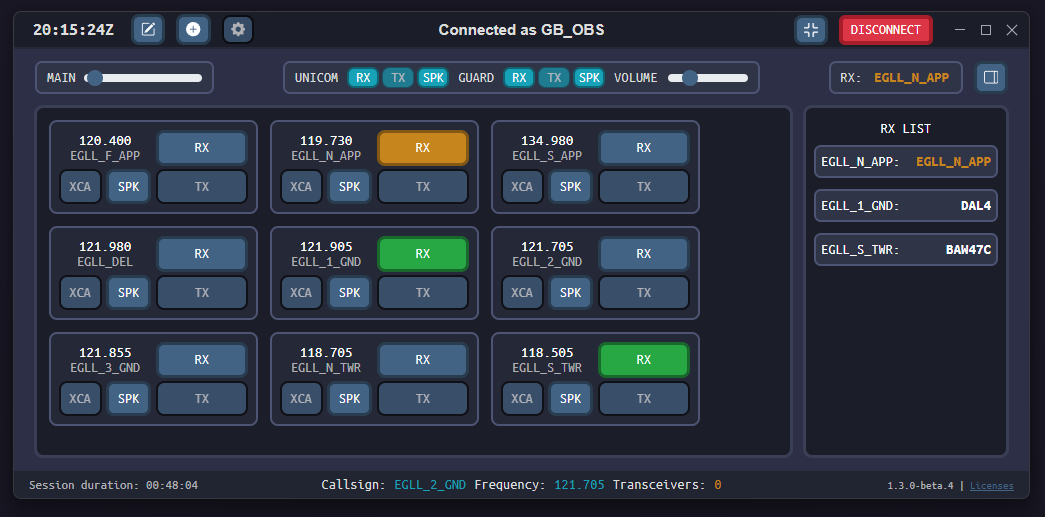 20:15:24Z Connected as GB_OBS DISCONNECT
MAIN UNICOM RX TX SPK GUARD RX TX SPK VOLUME RX: EGLL_N_APP
120.400 RX 119.730 RX 134.980 RX
EGLL_F_APP EGLL_N_APP EGLL_S_APP
XCA SPK TX XCA SPK TX XCA SPK TX
121.980 RX 121.905 RX 121.705 RX
EGLL_DEL EGLL_1_GND EGLL_2_GND
XCA SPK TX XCA SPK TX XCA SPK TX
121.855 RX 118.705 RX 118.505 RX
EGLL_3_GND EGLL_N_TWR EGLL_S_TWR
XCA SPK TX XCA SPK TX XCA SPK TX
RX LIST
EGLL_N_APP: EGLL_N_APP
EGLL_1_GND: DAL4
EGLL_S_TWR: BAW47C
Session duration: 00:48:04 Callsign: EGLL_2_GND Frequency: 121.705 Transceivers: 0 1.3.0-beta.4 | Licenses